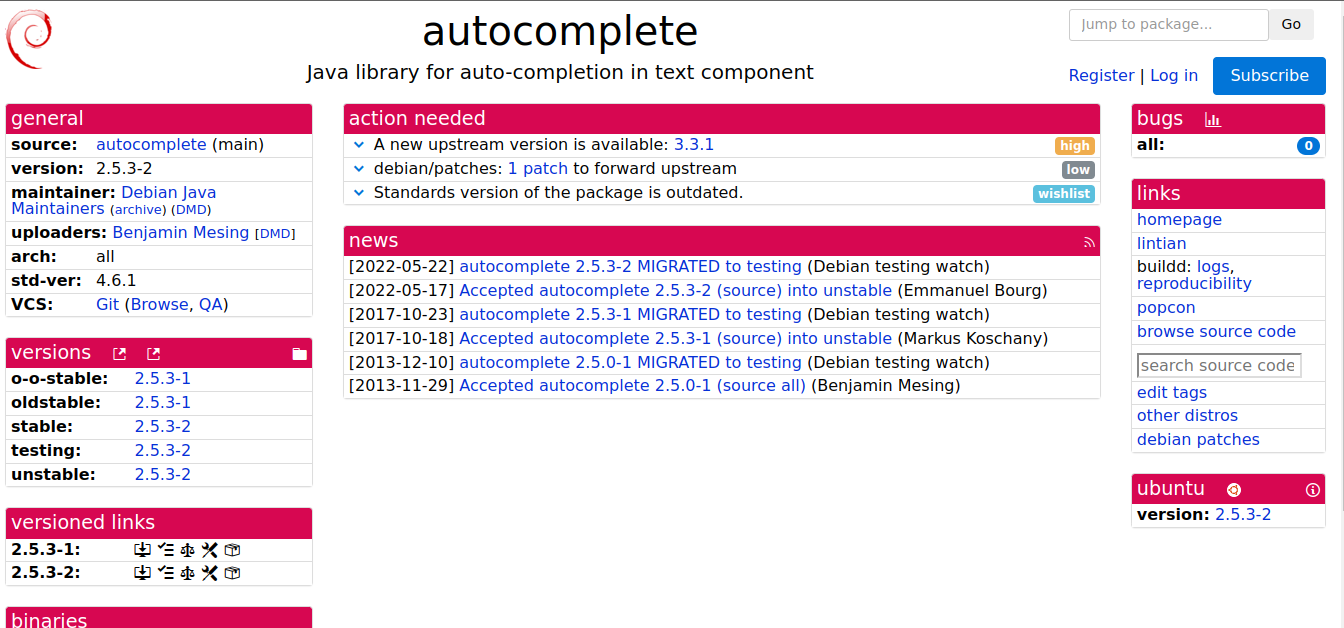 autocomplete
Java library for auto-completion in text component
Jump to package...
Go
Register | Log in
Subscribe
general
source: autocomplete (main)
version: 2.5.3-2
maintainer: Debian Java
Maintainers (archive) (DMD)
uploaders: Benjamin Mesing [DMD]
arch: all
std-ver: 4.6.1
VCS: Git (Browse, QA)
versions
o-o-stable: 2.5.3-1
oldstable: 2.5.3-1
stable: 2.5.3-2
testing: 2.5.3-2
unstable: 2.5.3-2
versioned links
2.5.3-1:
2.5.3-2:
binaries
action needed
A new upstream version is available: 3.3.1 high
debian/patches: 1 patch to forward upstream low
Standards version of the package is outdated. wishlist
news
[2022-05-22] autocomplete 2.5.3-2 MIGRATED to testing (Debian testing watch)
[2022-05-17] Accepted autocomplete 2.5.3-2 (source) into unstable (Emmanuel Bourg)
[2017-10-23] autocomplete 2.5.3-1 MIGRATED to testing (Debian testing watch)
[2017-10-18] Accepted autocomplete 2.5.3-1 (source) into unstable (Markus Koschany)
[2013-12-10] autocomplete 2.5.0-1 MIGRATED to testing (Debian testing watch)
[2013-11-29] Accepted autocomplete 2.5.0-1 (source all) (Benjamin Mesing)
bugs
all: 0
links
homepage
lintian
buildd: logs,
reproducibility
popcon
browse source code
search source code
edit tags
other distros
debian patches
ubuntu
version: 2.5.3-2